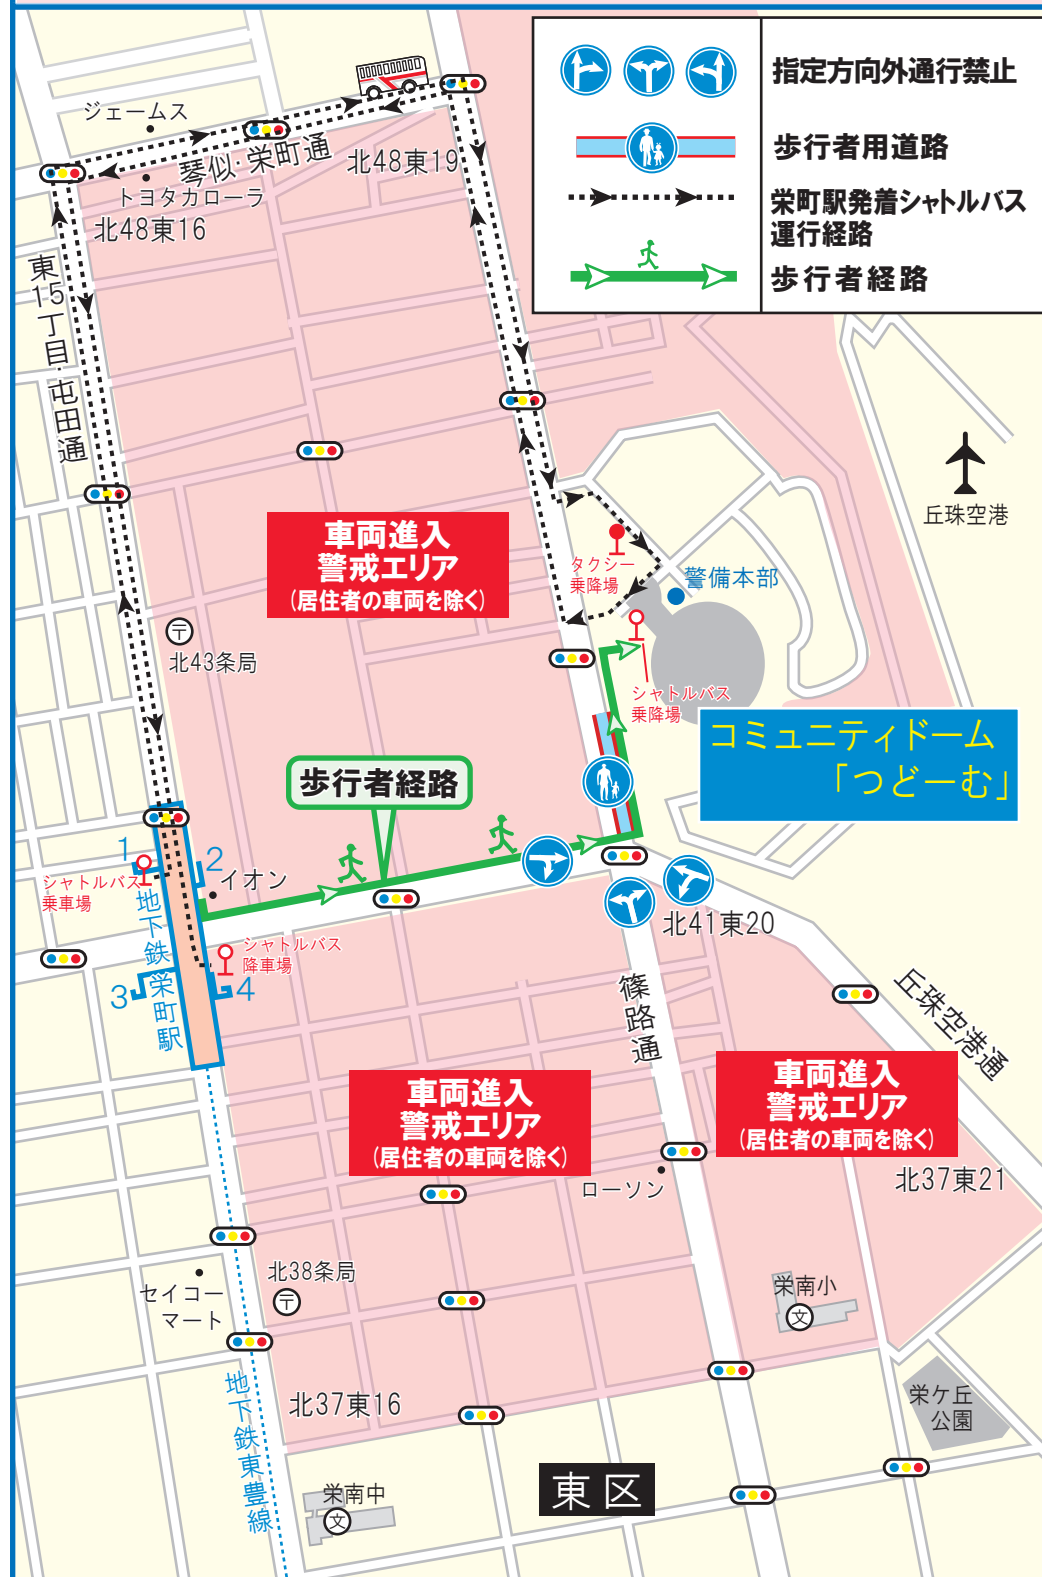 指定方向外通行禁止
歩行者用道路
栄町駅発着シャトルバス
運行経路
歩行者経路
ジェームス
琴似・栄町通
北48東19
トヨタカローラ
北48東16
東15丁目・屯田通
丘珠空港
車両進入
警戒エリア
(居住者の車両を除く)
タクシー
乗降場
警備本部
北43条局
シャトルバス
乗降場
コミュニティドーム
「つどーむ」
歩行者経路
1
2
シャトルバス
乗車場
イオン
地下鉄栄町駅
北41東20
シャトルバス
降車場
3
4
篠路通
丘珠空港通
車両進入
警戒エリア
(居住者の車両を除く)
車両進入
警戒エリア
(居住者の車両を除く)
ローソン
北37東21
北38条局
セイコー
マート
栄南小
文
地下鉄東豊線
北37東16
栄ケ丘
公園
栄南中
文
東区